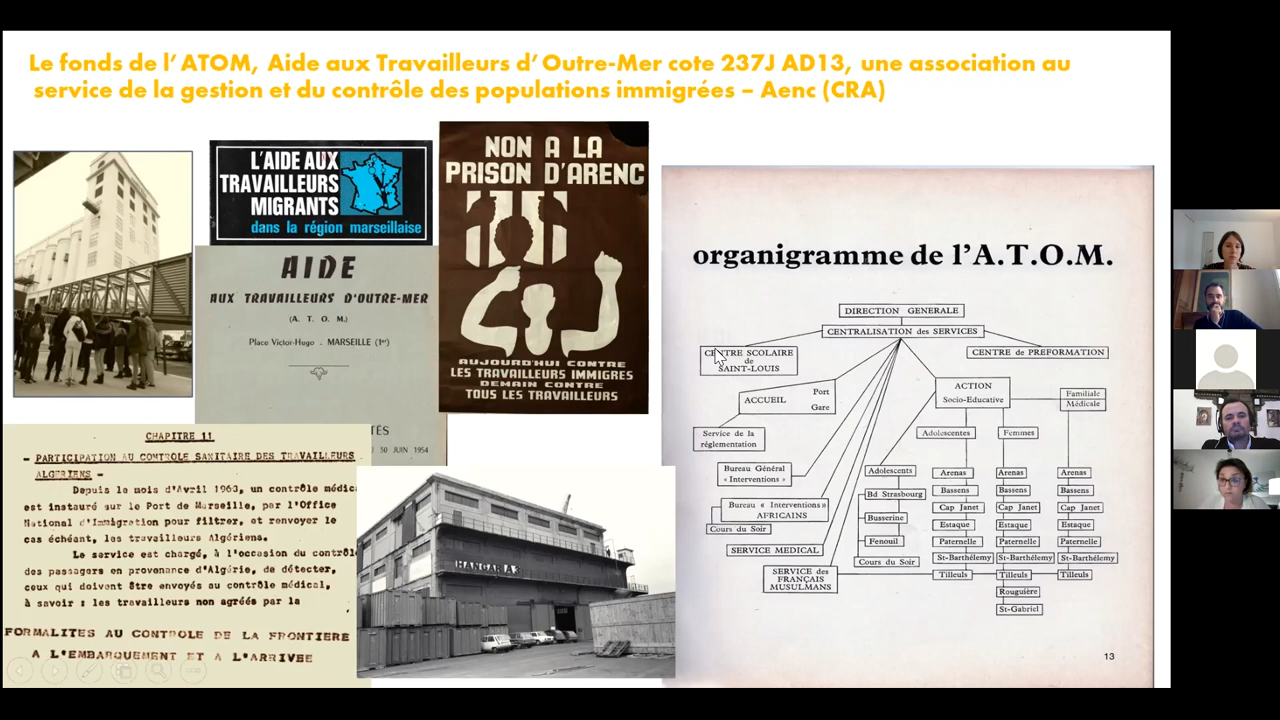 Le fonds de l'ATOM, Aide aux Travailleurs d'Outre-Mer cote 237J AD13, une association au
service de la gestion et du contrôle des populations immigrées – Aenc (CRA)
L'AIDE AUX
TRAVAILLEURS
MIGRANTS
dans la région marseillaise
AIDE
AUX TRAVAILLEURS D'OUTRE-MER
(A. T. O. M.)
Place Victor-Hugo . MARSEILLE (1er)
TÉS
U 30 JUIN 1954
NON A LA
PRISON D'ARENC
AUJOURD'HUI CONTRE
LES TRAVAILLEURS IMMIGRES
DEMAIN CONTRE
TOUS LES TRAVAILLEURS
CHAPITRE 11
- PARTICIPATION AU CONTROLE SANITAIRE DES TRAVAILLEURS
ALGERIENS -
Depuis le mois d'Avril 1963, un contrôle médica
est instauré sur le Port de Marseille, par l'Office
National d'Immigration pour filtrer, et renvoyer le
cas échéant, les travailleurs Algériens.
Le service est chargé, à l'occasion du contrôle
des passagers en provenance d'Algérie, de détecter,
ceux qui doivent être envoyés au contrôle médical,
à savoir : les travailleurs non agréés par la
FORMALITES AU CONTROLE DE LA FRONTIERE
A L'EMBARQUEMENT ET A L'ARRIVEE
HANGAR A3
organigramme de l'A.T.O.M.
DIRECTION GENERALE
CENTRALISATION des SERVICES
CENTRE SCOLAIRE
de
SAINT-LOUIS
CENTRE de PREFORMATION
ACCUEIL
Port
Gare
ACTION
Socio-Educative
Familiale
Médicale
Service de la
réglementation
Adolescentes
Femmes
Bureau Général
« Interventions »
Bureau « Interventions »
AFRICAINS
Cours du Soir
SERVICE MEDICAL
SERVICE des
FRANÇAIS
MUSULMANS
Adolescents
Bd Strasbourg
Busserine
Fenouil
Cours du Soir
Arenas
Bassens
Cap Janet
Estaque
Paternelle
St-Barthélemy
Tilleuls
Arenas
Bassens
Cap Janet
Estaque
Paternelle
St-Barthélemy
Tilleuls
Rouguière
St-Gabriel
Arenas
Bassens
Cap Janet
Estaque
Paternelle
St-Barthélemy
Tilleuls
13